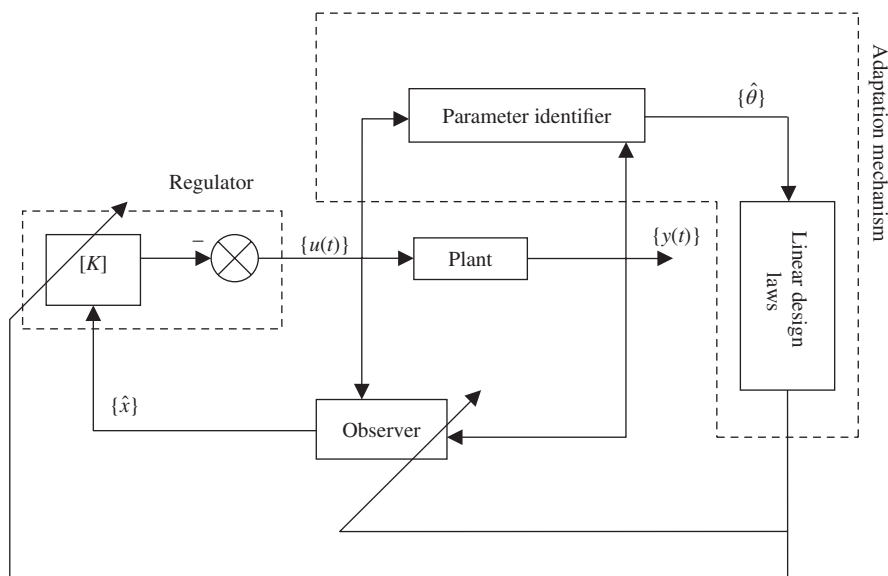 Adaptation mechanism
Parameter identifier
{θ̂}
Regulator
[K]
−
{u(t)}
Plant
{y(t)}
Linear design
laws
{x̂}
Observer